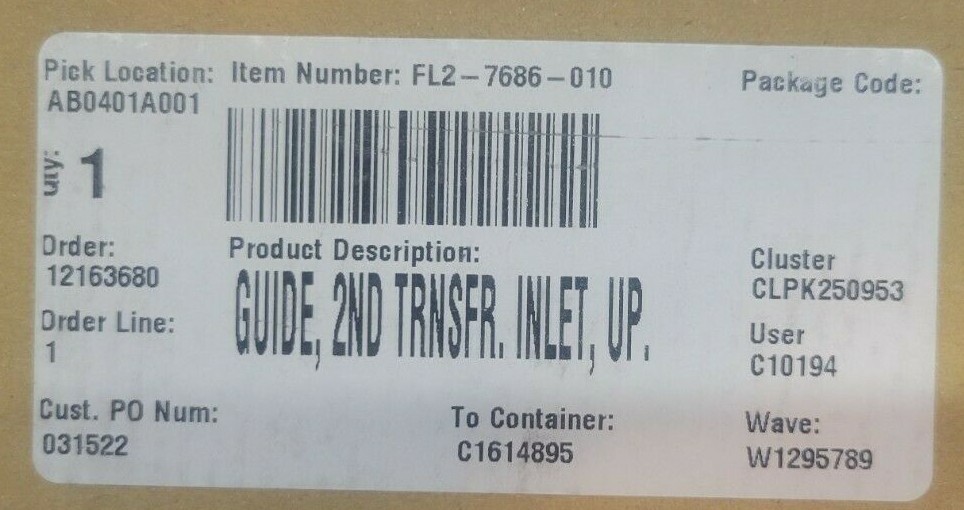 Pick Location: Item Number: FL2-7686-010 Package Code:
AB0401A001
Qty: 1
Order: Product Description: Cluster
12163680 CLPK250953
GUIDE, 2ND TRNSFR. INLET, UP.
Order Line: User
1 C10194
Cust. PO Num: To Container: Wave:
031522 C1614895 W1295789